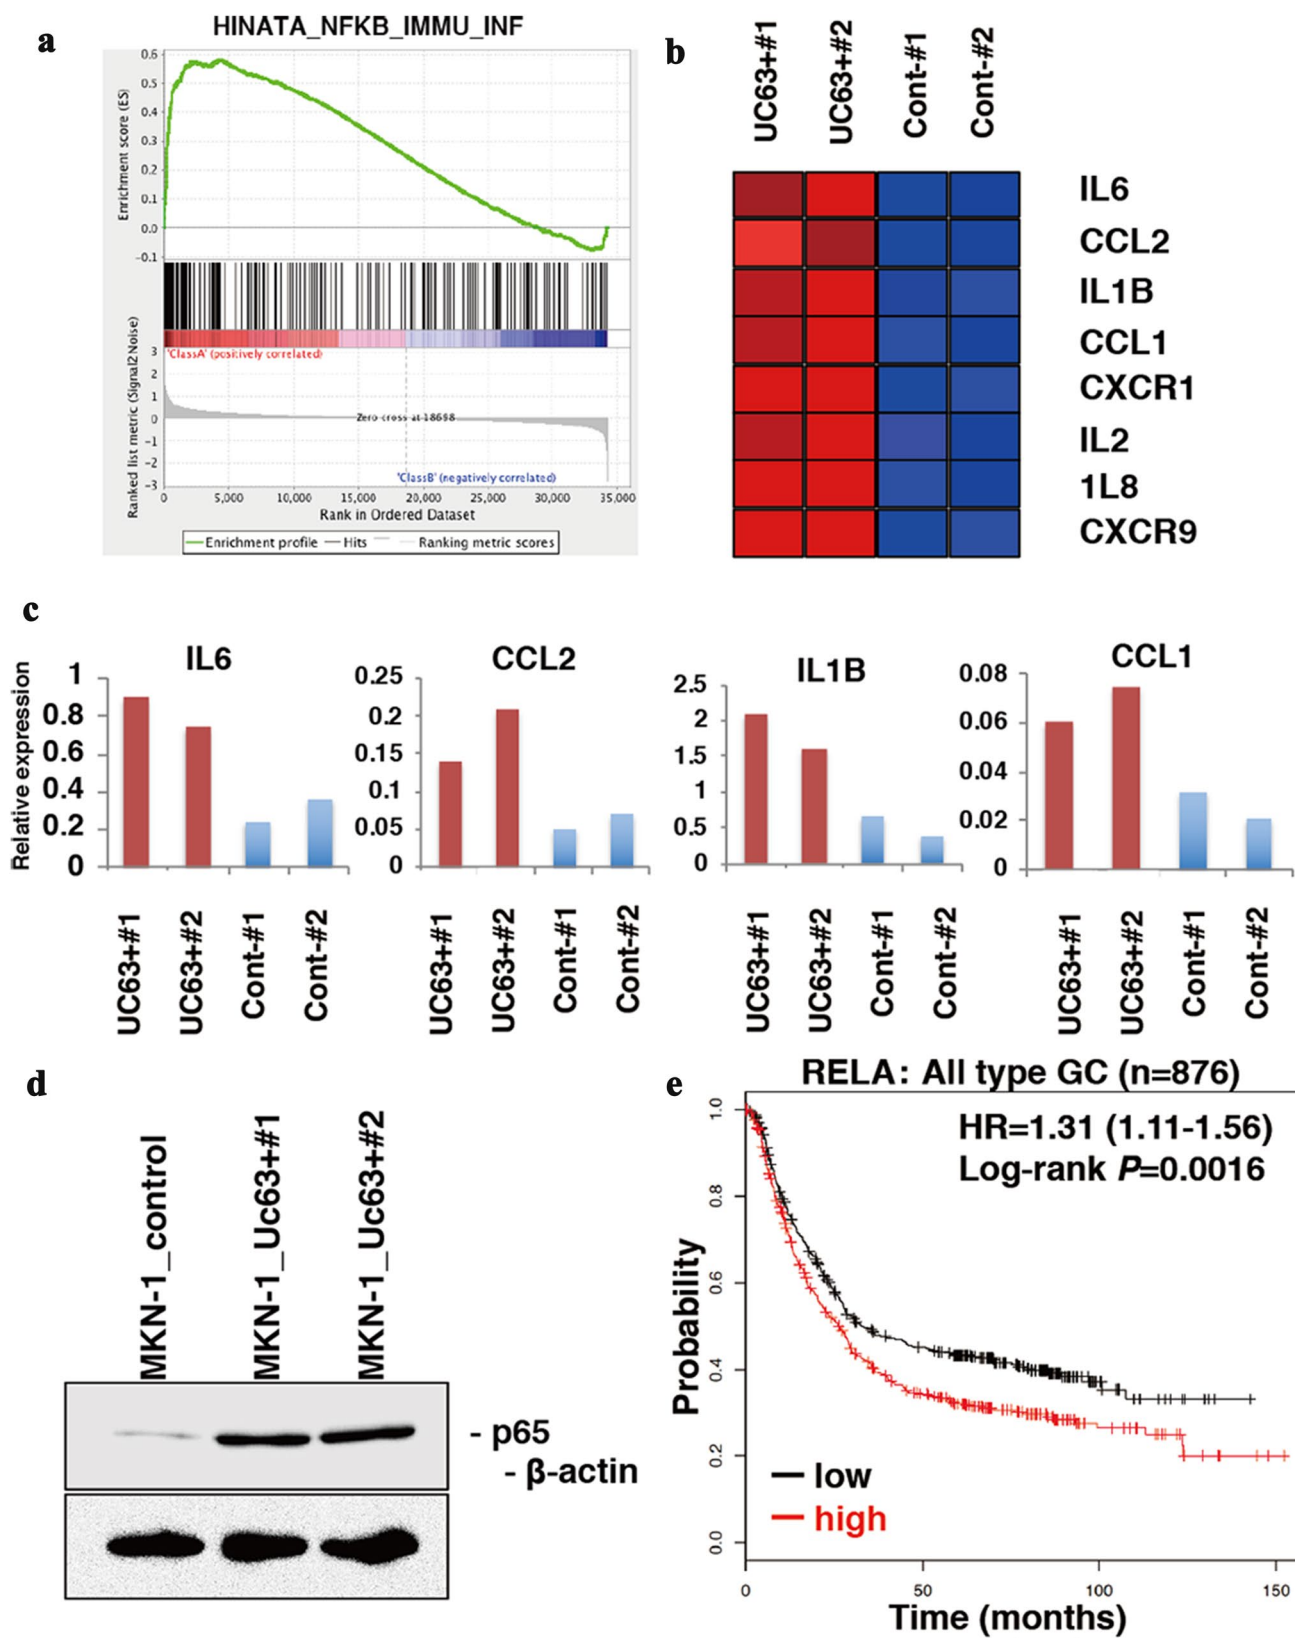 a
HINATA_NFKB_IMMU_INF
Enrichment score (ES)
0.6
0.5
0.4
0.3
0.2
0.1
0.0
-0.1
Ranked list metric (Signal2Noise)
'ClassA' (positively correlated)
3
2
1
0
-1
-2
-3
Zero cross at 18698
'ClassB' (negatively correlated)
0 5,000 10,000 15,000 20,000 25,000 30,000 35,000
Rank in Ordered Dataset
Enrichment profile Hits Ranking metric scores
b
UC63+#1 UC63+#2 Cont-#1 Cont-#2
IL6
CCL2
IL1B
CCL1
CXCR1
IL2
1L8
CXCR9
c
Relative expression
IL6
1
0.8
0.6
0.4
0.2
0
UC63+#1 UC63+#2 Cont-#1 Cont-#2
CCL2
0.25
0.2
0.15
0.1
0.05
0
UC63+#1 UC63+#2 Cont-#1 Cont-#2
IL1B
2.5
2
1.5
1
0.5
0
UC63+#1 UC63+#2 Cont-#1 Cont-#2
CCL1
0.08
0.06
0.04
0.02
0
UC63+#1 UC63+#2 Cont-#1 Cont-#2
d
MKN-1_control MKN-1_Uc63+#1 MKN-1_Uc63+#2
- p65
- β-actin
e
RELA: All type GC (n=876)
HR=1.31 (1.11-1.56)
Log-rank P=0.0016
Probability
1.0
0.8
0.6
0.4
0.2
0.0
low
high
0 50 100 150
Time (months)